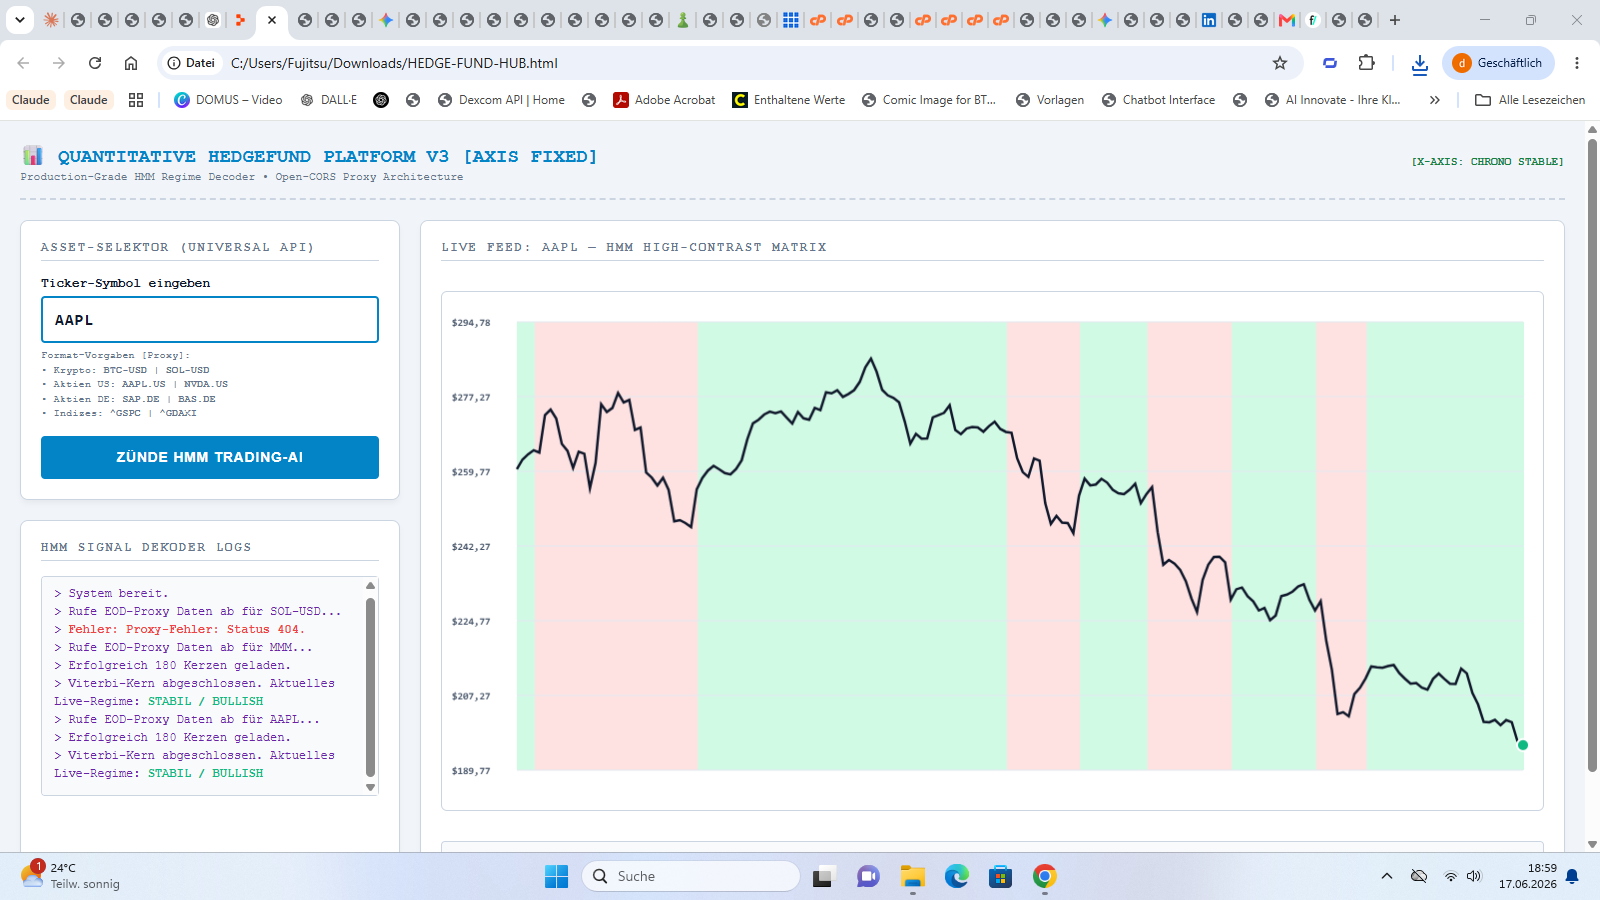 Datei
C:/Users/Fujitsu/Downloads/HEDGE-FUND-HUB.html
d
Geschäftlich
Claude
Claude
DOMUS – Video
DALL·E
Dexcom API | Home
Adobe Acrobat
Enthaltene Werte
Comic Image for BT...
Vorlagen
Chatbot Interface
AI Innovate - Ihre KI...
Alle Lesezeichen
QUANTITATIVE HEDGEFUND PLATFORM V3 [AXIS FIXED]
Production-Grade HMM Regime Decoder • Open-CORS Proxy Architecture
[X-AXIS: CHRONO STABLE]
ASSET-SELEKTOR (UNIVERSAL API)
Ticker-Symbol eingeben
AAPL
Format-Vorgaben [Proxy]:
• Krypto: BTC-USD | SOL-USD
• Aktien US: AAPL.US | NVDA.US
• Aktien DE: SAP.DE | BAS.DE
• Indizes: ^GSPC | ^GDAXI
ZÜNDE HMM TRADING-AI
HMM SIGNAL DEKODER LOGS
> System bereit.
> Rufe EOD-Proxy Daten ab für SOL-USD...
> Fehler: Proxy-Fehler: Status 404.
> Rufe EOD-Proxy Daten ab für MMM...
> Erfolgreich 180 Kerzen geladen.
> Viterbi-Kern abgeschlossen. Aktuelles
Live-Regime: STABIL / BULLISH
> Rufe EOD-Proxy Daten ab für AAPL...
> Erfolgreich 180 Kerzen geladen.
> Viterbi-Kern abgeschlossen. Aktuelles
Live-Regime: STABIL / BULLISH
LIVE FEED: AAPL — HMM HIGH-CONTRAST MATRIX
$294,78
$277,27
$259,77
$242,27
$224,77
$207,27
$189,77
1
24°C
Teilw. sonnig
Suche
18:59
17.06.2026